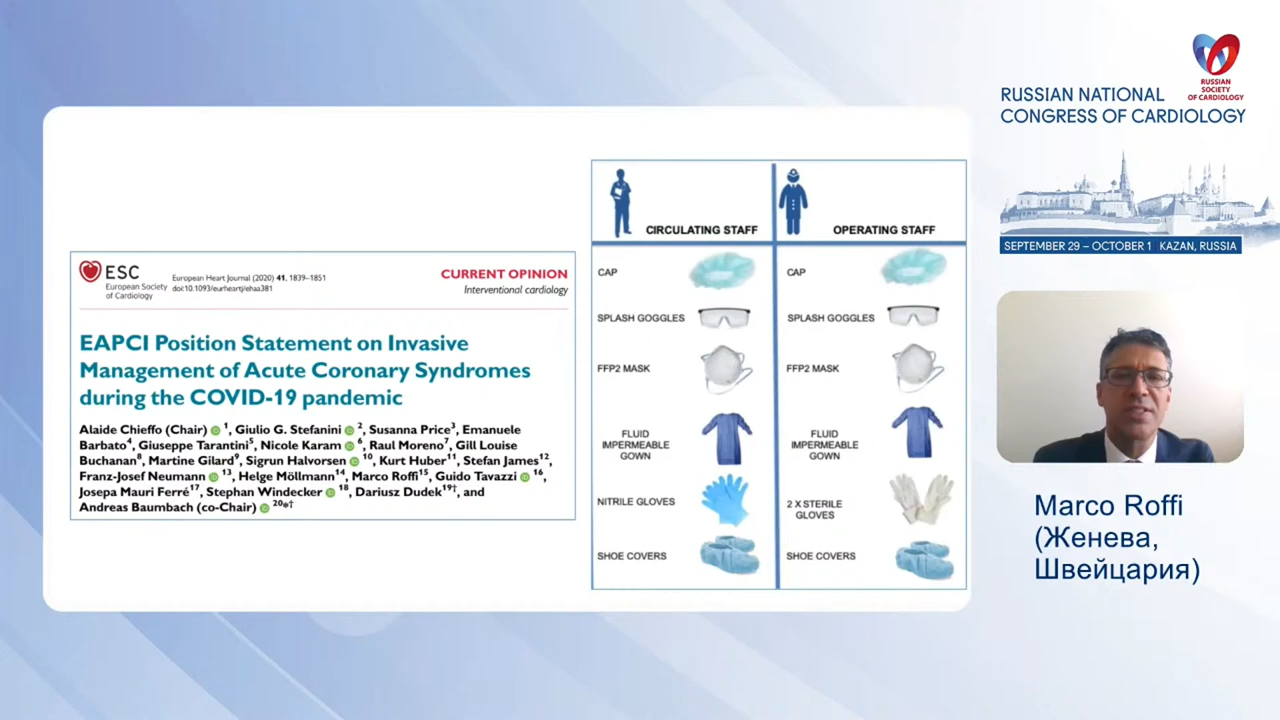 ESC
European Society
of Cardiology
European Heart Journal (2020) 41, 1839–1851
doi:10.1093/eurheartj/ehaa381
CURRENT OPINION
Interventional cardiology
EAPCI Position Statement on Invasive
Management of Acute Coronary Syndromes
during the COVID-19 pandemic
Alaide Chieffo (Chair) 1, Giulio G. Stefanini 2, Susanna Price3, Emanuele
Barbato4, Giuseppe Tarantini5, Nicole Karam 6, Raul Moreno7, Gill Louise
Buchanan8, Martine Gilard9, Sigrun Halvorsen 10, Kurt Huber11, Stefan James12,
Franz-Josef Neumann 13, Helge Möllmann14, Marco Roffi15, Guido Tavazzi 16,
Josepa Mauri Ferré17, Stephan Windecker 18, Dariusz Dudek19†, and
Andreas Baumbach (co-Chair) 20*†
CIRCULATING STAFF
CAP
SPLASH GOGGLES
FFP2 MASK
FLUID
IMPERMEABLE
GOWN
NITRILE GLOVES
SHOE COVERS
OPERATING STAFF
CAP
SPLASH GOGGLES
FFP2 MASK
FLUID
IMPERMEABLE
GOWN
2 X STERILE
GLOVES
SHOE COVERS
RUSSIAN
SOCIETY
OF CARDIOLOGY
RUSSIAN NATIONAL
CONGRESS OF CARDIOLOGY
SEPTEMBER 29 – OCTOBER 1 KAZAN, RUSSIA
Marco Roffi
(Женева,
Швейцария)